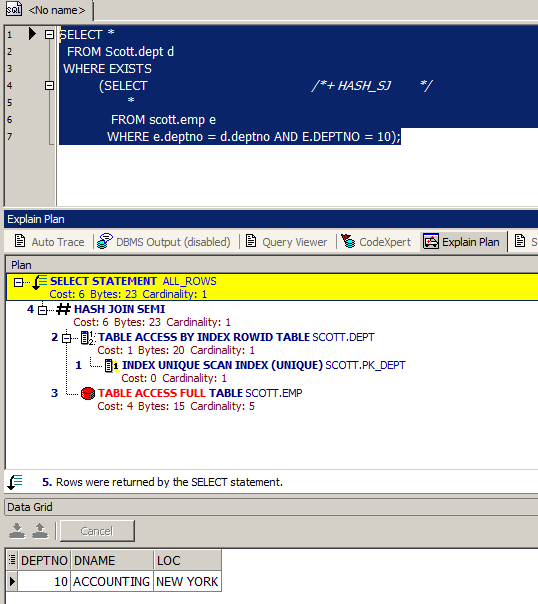 SQL <No name>
1 SELECT *
2 FROM Scott.dept d
3 WHERE EXISTS
4 (SELECT /*+ HASH_SJ */
5 *
6 FROM scott.emp e
7 WHERE e.deptno = d.deptno AND E.DEPTNO = 10);
Explain Plan
Auto Trace DBMS Output (disabled) Query Viewer CodeXpert Explain Plan S
Plan
SELECT STATEMENT ALL_ROWS
Cost: 6 Bytes: 23 Cardinality: 1
4 HASH JOIN SEMI
Cost: 6 Bytes: 23 Cardinality: 1
2 TABLE ACCESS BY INDEX ROWID TABLE SCOTT.DEPT
Cost: 1 Bytes: 20 Cardinality: 1
1 INDEX UNIQUE SCAN INDEX (UNIQUE) SCOTT.PK_DEPT
Cost: 0 Cardinality: 1
3 TABLE ACCESS FULL TABLE SCOTT.EMP
Cost: 4 Bytes: 15 Cardinality: 5
5. Rows were returned by the SELECT statement.
Data Grid
Cancel
DEPTNO DNAME LOC
10 ACCOUNTING NEW YORK